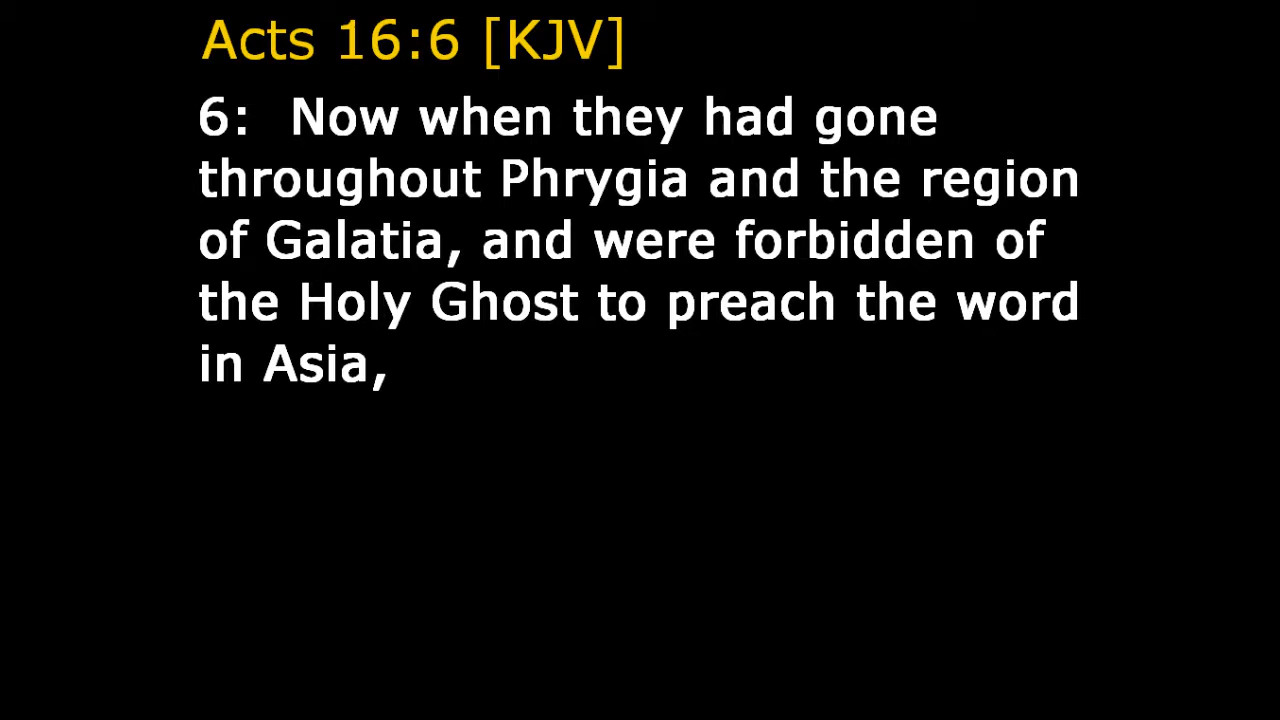 Acts 16:6 [KJV]
6: Now when they had gone
throughout Phrygia and the region
of Galatia, and were forbidden of
the Holy Ghost to preach the word
in Asia,